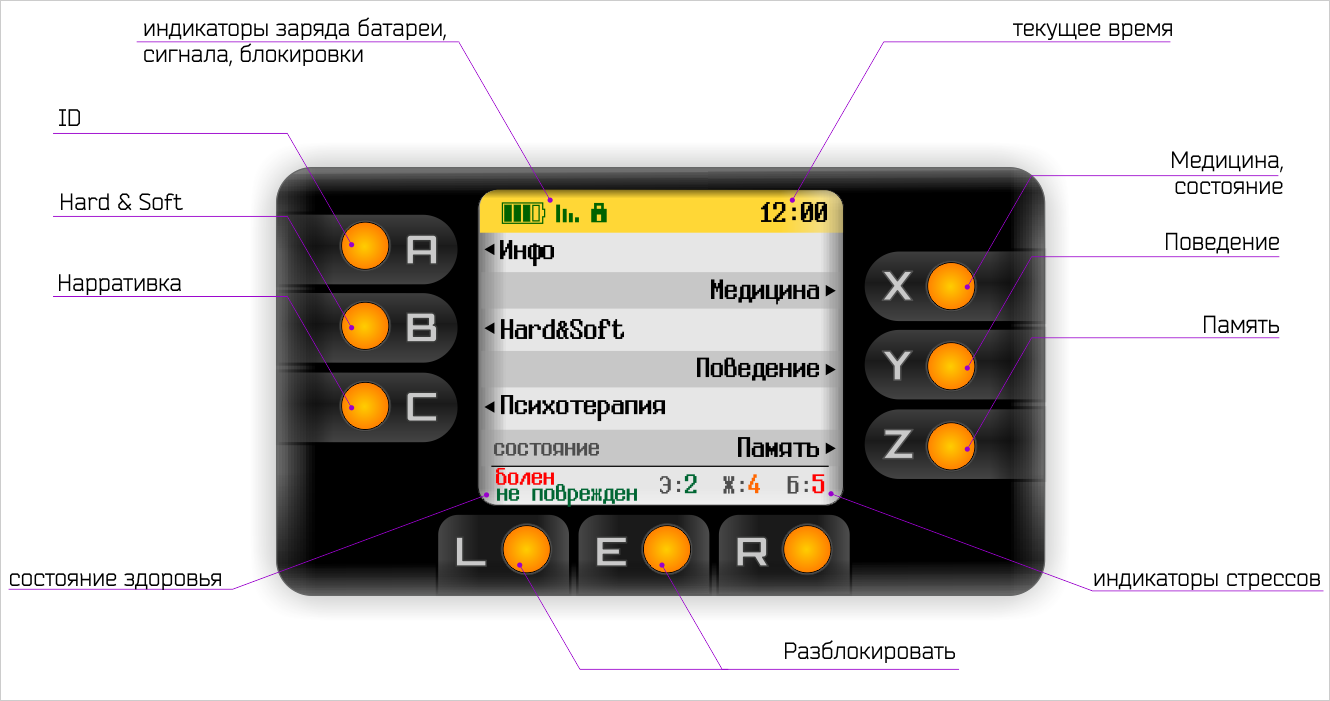 индикаторы заряда батареи,
сигнала, блокировки
текущее время
ID
Hard & Soft
Нарративка
Медицина,
состояние
Поведение
Память
12:00
Инфо
Медицина
Hard&Soft
Поведение
Психотерапия
состояние Память
болен
не поврежден Э:2 Ж:4 Б:5
A
B
C
X
Y
Z
L E R
состояние здоровья
индикаторы стрессов
Разблокировать